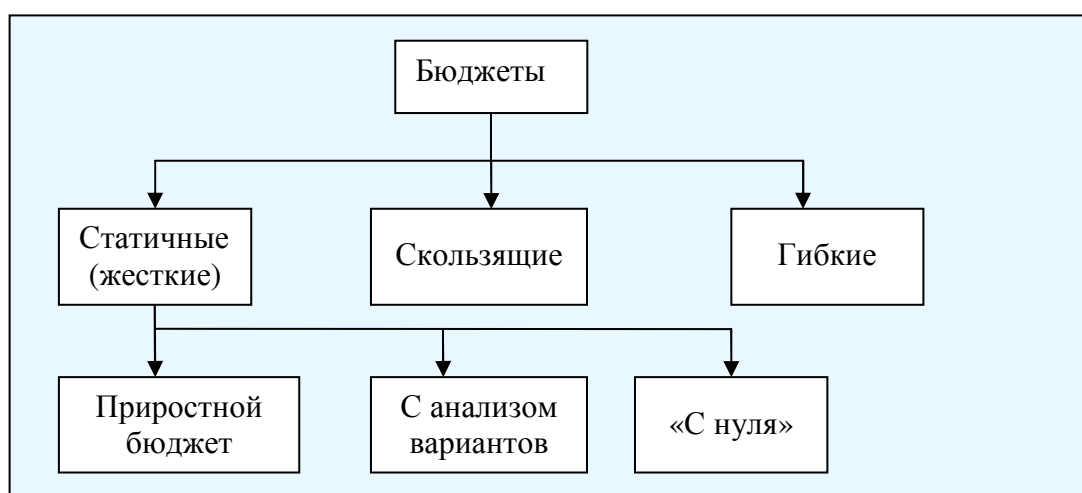 Бюджеты
Статичные
(жесткие)
Скользящие
Гибкие
Приростной
бюджет
С анализом
вариантов
«С нуля»